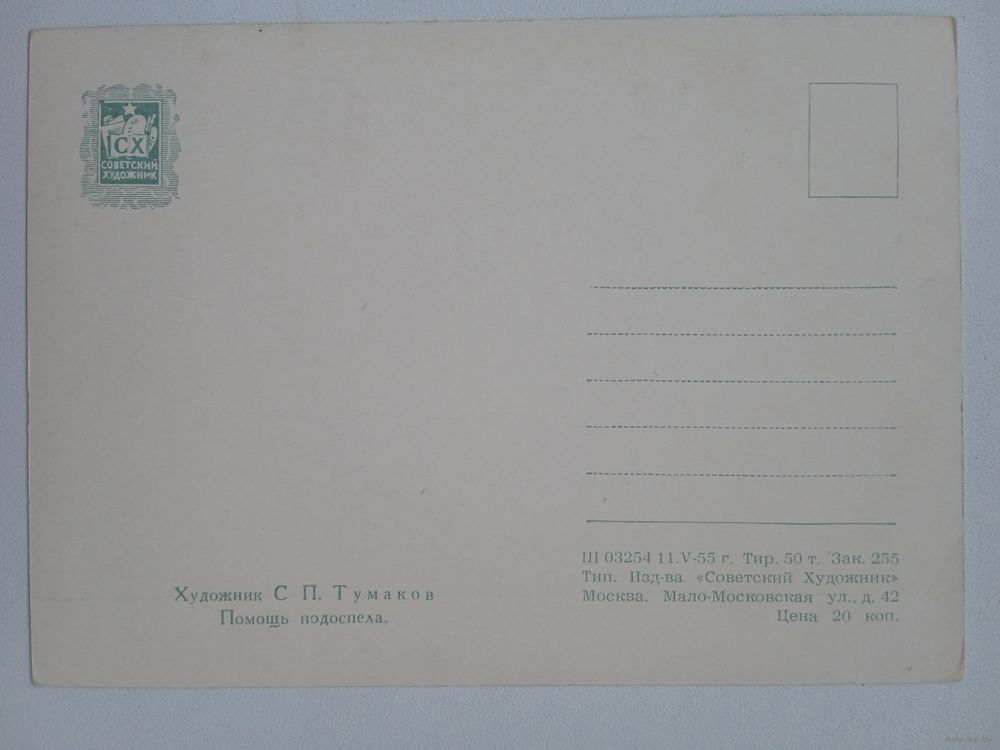 СХ
СОВЕТСКИЙ
ХУДОЖНИК
Художник С П. Тумаков
Помощь подоспела.
Ш 03254 11.V-55 г. Тир. 50 т. Зак. 255
Тип. Изд-ва «Советский Художник»
Москва. Мало-Московская ул., д. 42
Цена 20 коп.